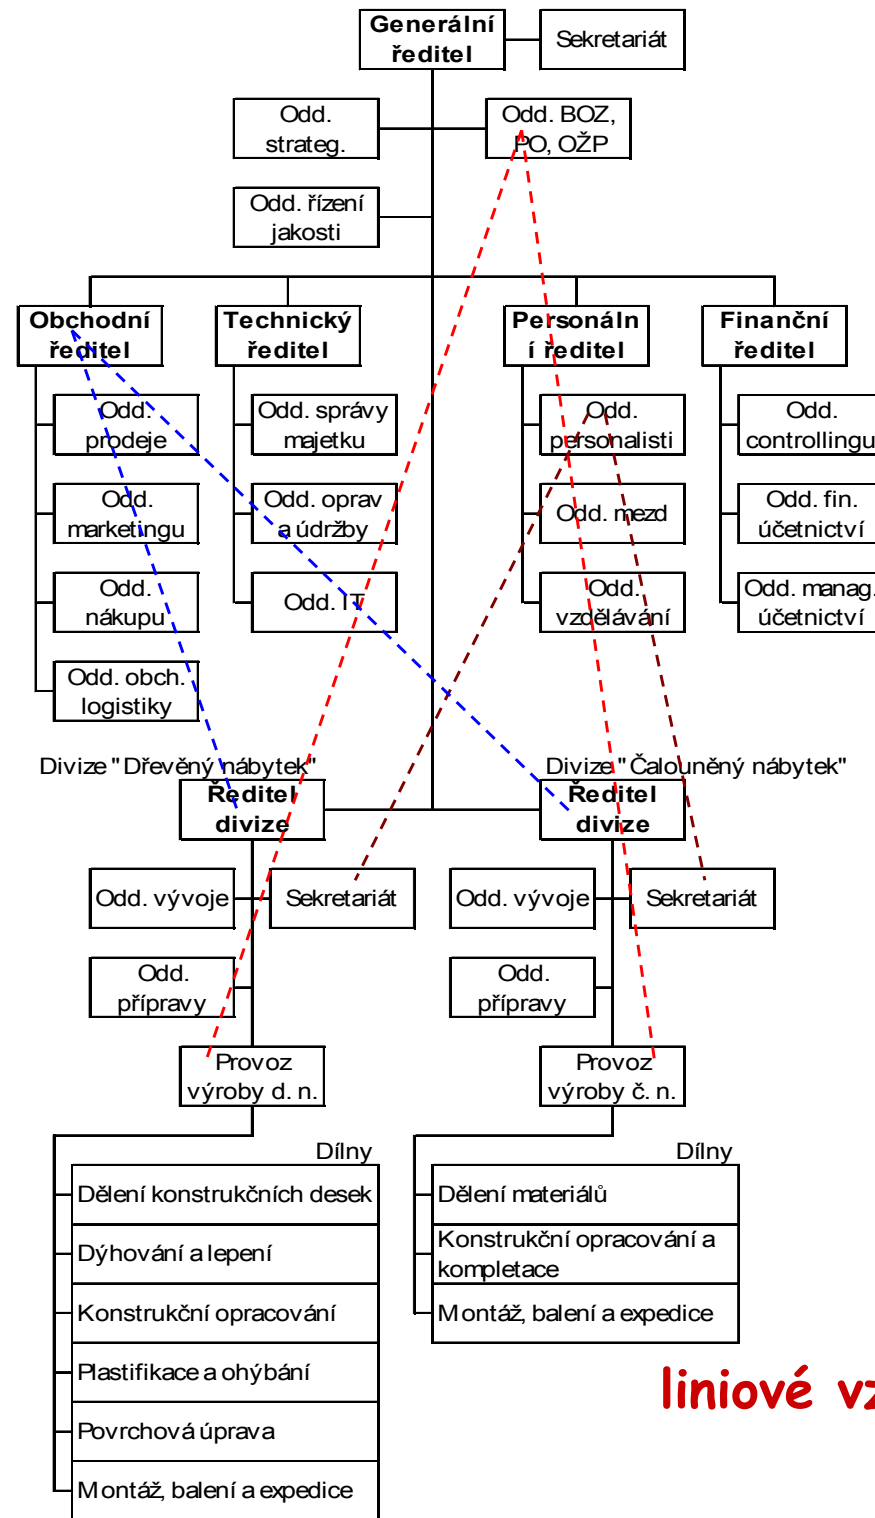 Generální
ředitel
Sekretariát
Odd.
strateg.
Odd. BOZ,
PO, OŽP
Odd. řízení
jakosti
Obchodní
ředitel
Technický
ředitel
Personáln
í ředitel
Finanční
ředitel
Odd.
prodeje
Odd. správy
majetku
Odd.
personalisti
Odd.
controllingu
Odd.
marketingu
Odd. oprav
a údržby
Odd. mezd
Odd. fin.
účetnictví
Odd.
nákupu
Odd. IT
Odd.
vzdělávání
Odd. manag.
účetnictví
Odd. obch.
logistiky
Divize "Dřevěný nábytek"
Divize "Čalouněný nábytek"
Ředitel
divize
Ředitel
divize
Odd. vývoje
Sekretariát
Odd. vývoje
Sekretariát
Odd.
přípravy
Odd.
přípravy
Provoz
výroby d. n.
Provoz
výroby č. n.
Dílny
Dílny
Dělení konstrukčních desek
Dýhování a lepení
Konstrukční opracování
Plastifikace a ohýbání
Povrchová úprava
Montáž, balení a expedice
Dělení materiálů
Konstrukční opracování a
kompletace
Montáž, balení a expedice
liniové vz